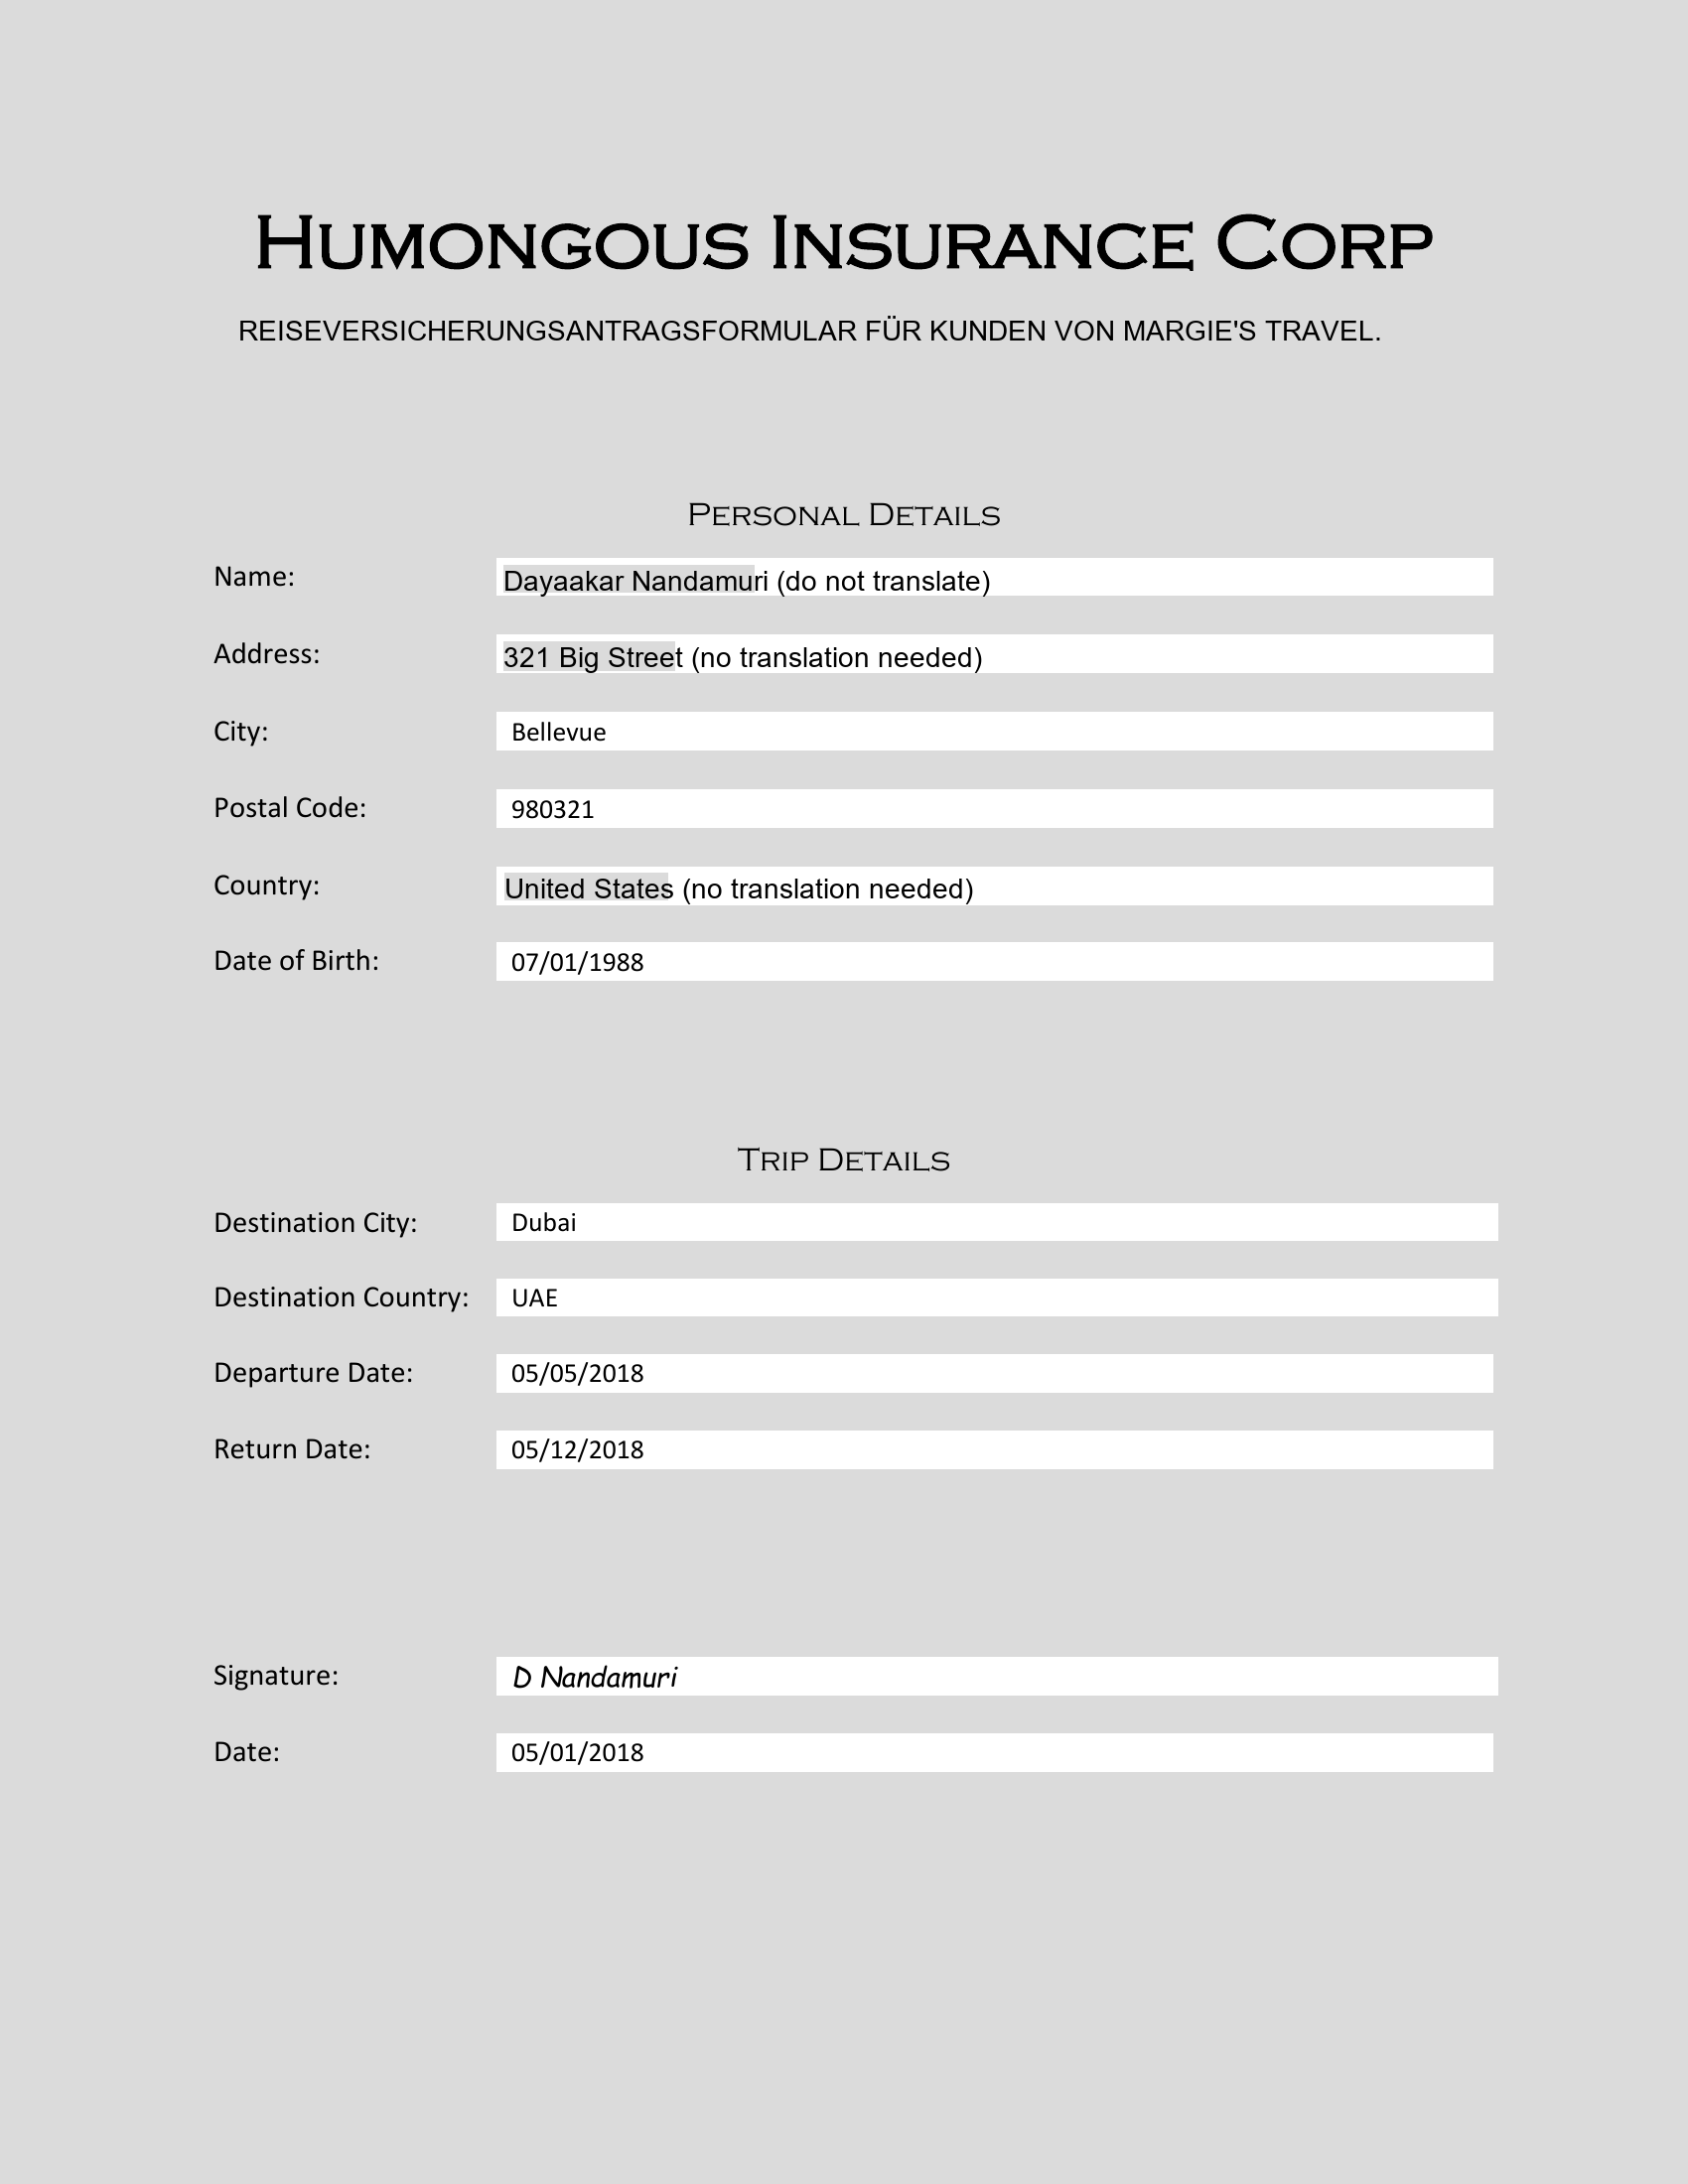 HUMONGOUS INSURANCE CORP
REISEVERSICHERUNGSANTRAGSFORMULAR FÜR KUNDEN VON MARGIE'S TRAVEL.
PERSONAL DETAILS
Name: Dayaakar Nandamuri (do not translate)
Address: 321 Big Street (no translation needed)
City: Bellevue
Postal Code: 980321
Country: United States (no translation needed)
Date of Birth: 07/01/1988
TRIP DETAILS
Destination City: Dubai
Destination Country: UAE
Departure Date: 05/05/2018
Return Date: 05/12/2018
Signature: D Nandamuri
Date: 05/01/2018